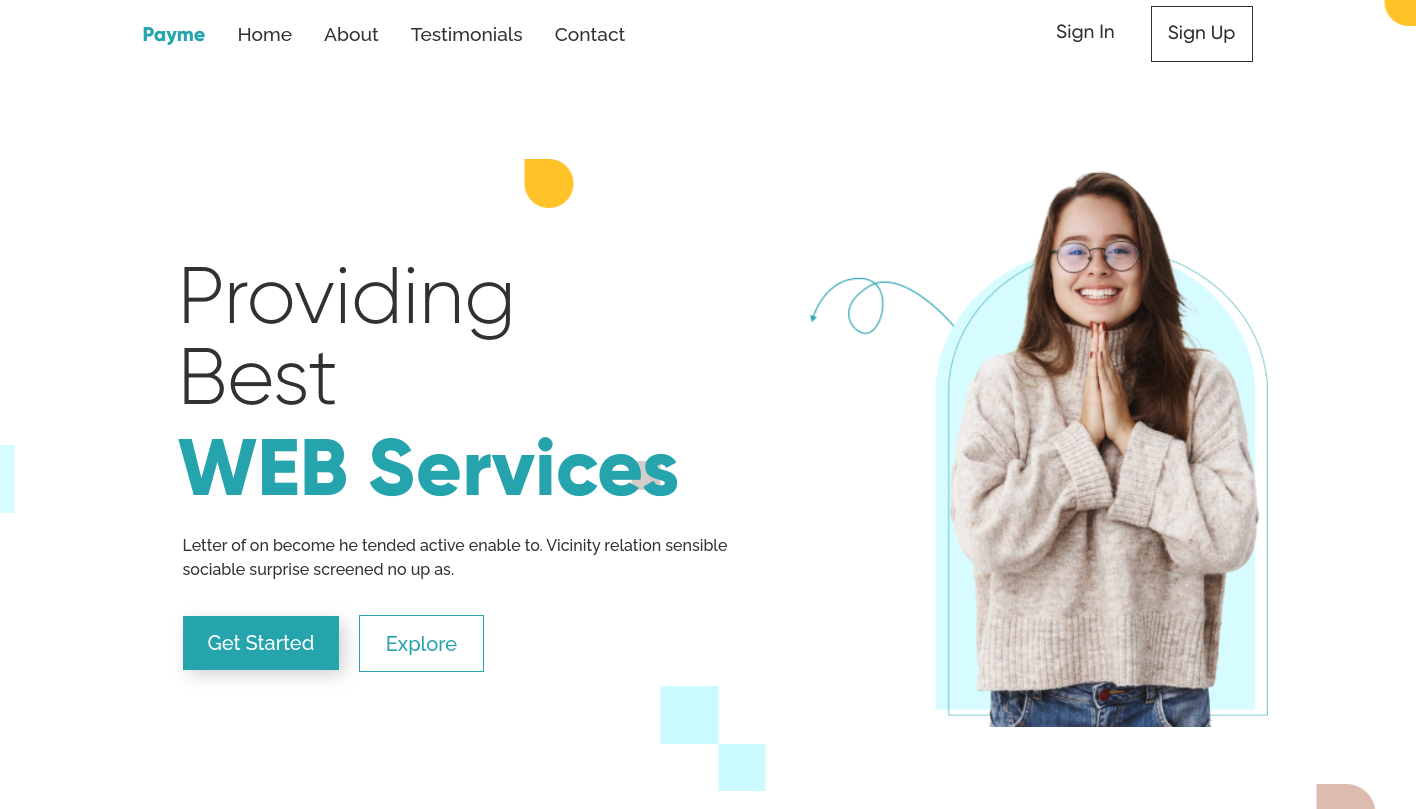 Payme Home About Testimonials Contact Sign In Sign Up
Providing
Best
WEB Services
Letter of on become he tended active enable to. Vicinity relation sensible
sociable surprise screened no up as.
Get Started Explore